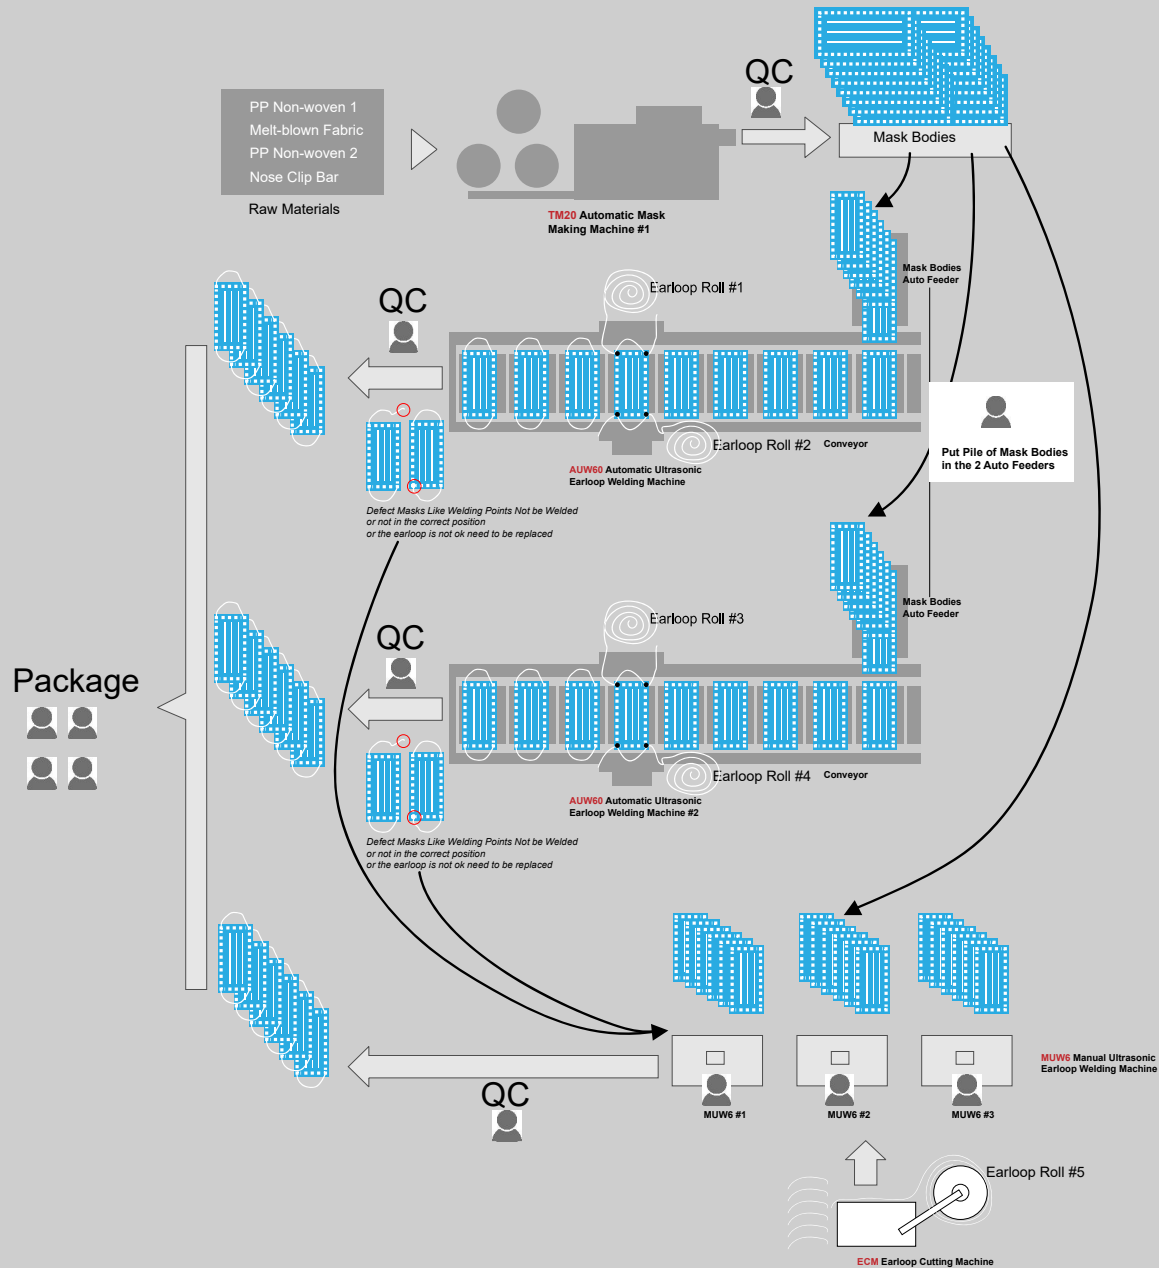 QC
PP Non-woven 1
Melt-blown Fabric
PP Non-woven 2
Nose Clip Bar
Raw Materials
Mask Bodies
TM20 Automatic Mask
Making Machine #1
Mask Bodies
Auto Feeder
Earloop Roll #1
QC
Earloop Roll #2
Conveyor
AUW60 Automatic Ultrasonic
Earloop Welding Machine
Put Pile of Mask Bodies
in the 2 Auto Feeders
Defect Masks Like Welding Points Not be Welded
or not in the correct position
or the earloop is not ok need to be replaced
Mask Bodies
Auto Feeder
Earloop Roll #3
QC
Package
Earloop Roll #4
Conveyor
AUW60 Automatic Ultrasonic
Earloop Welding Machine #2
Defect Masks Like Welding Points Not be Welded
or not in the correct position
or the earloop is not ok need to be replaced
MUW6 Manual Ultrasonic
Earloop Welding Machine
QC
MUW6 #1
MUW6 #2
MUW6 #3
Earloop Roll #5
ECM Earloop Cutting Machine